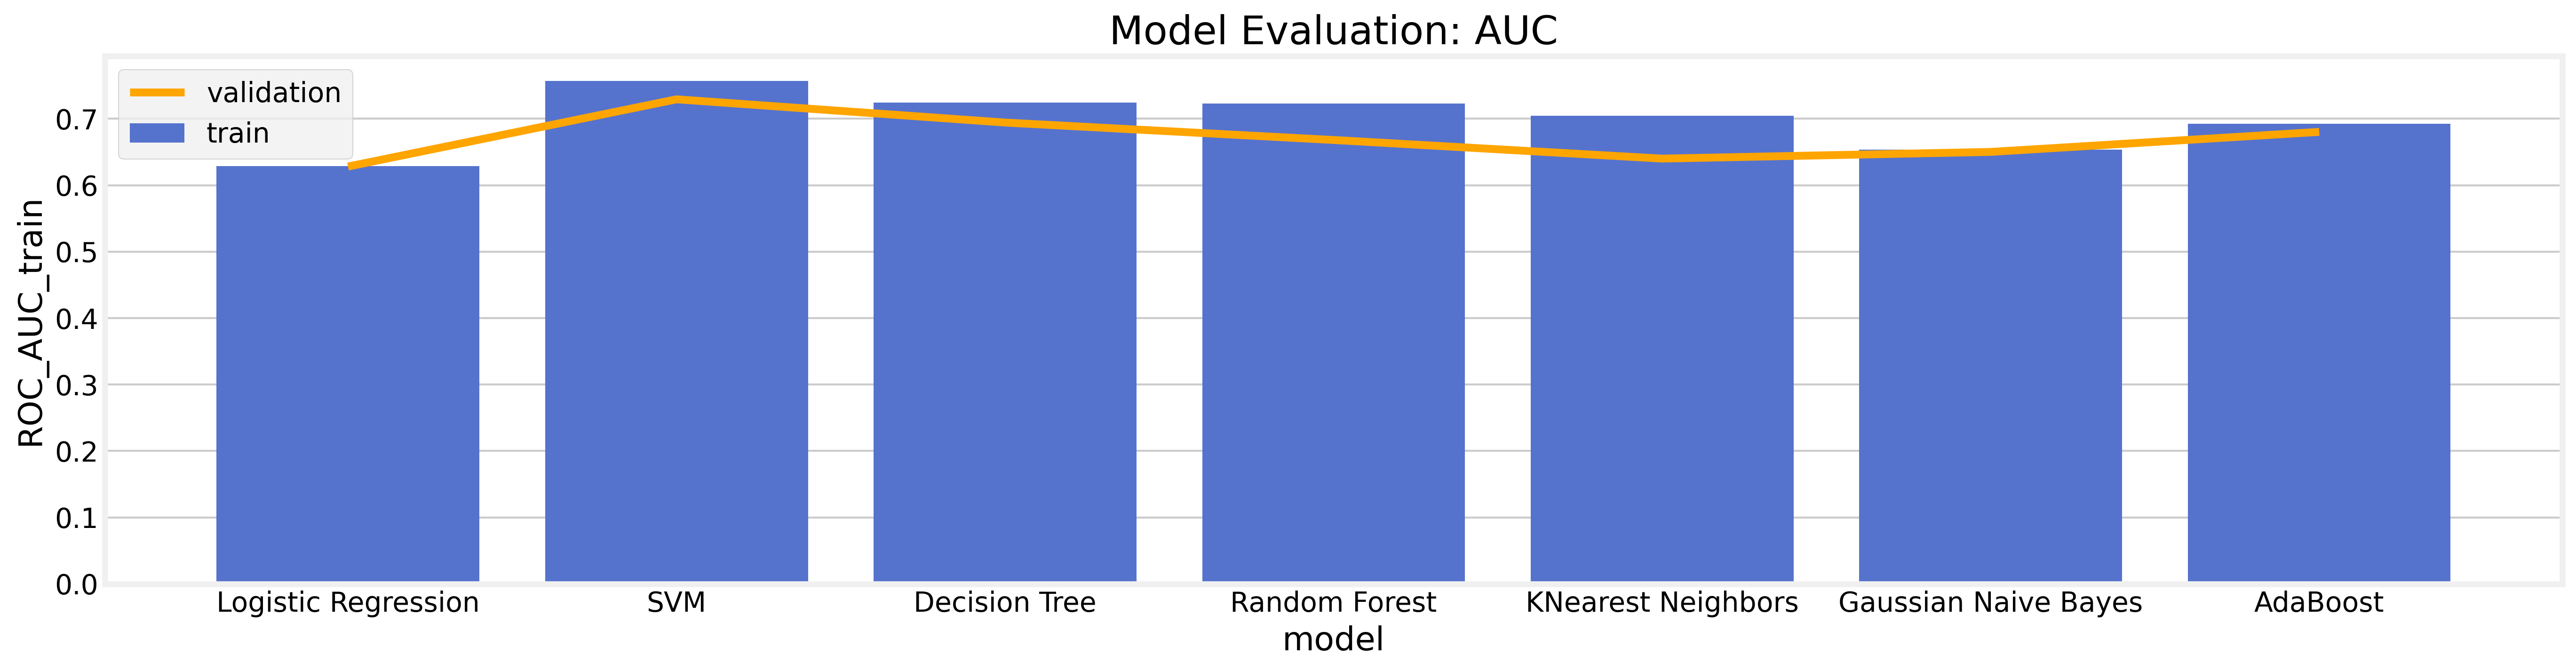 Model Evaluation: AUC
validation
train
ROC_AUC_train
0.7
0.6
0.5
0.4
0.3
0.2
0.1
0.0
Logistic Regression SVM Decision Tree Random Forest KNearest Neighbors Gaussian Naive Bayes AdaBoost
model